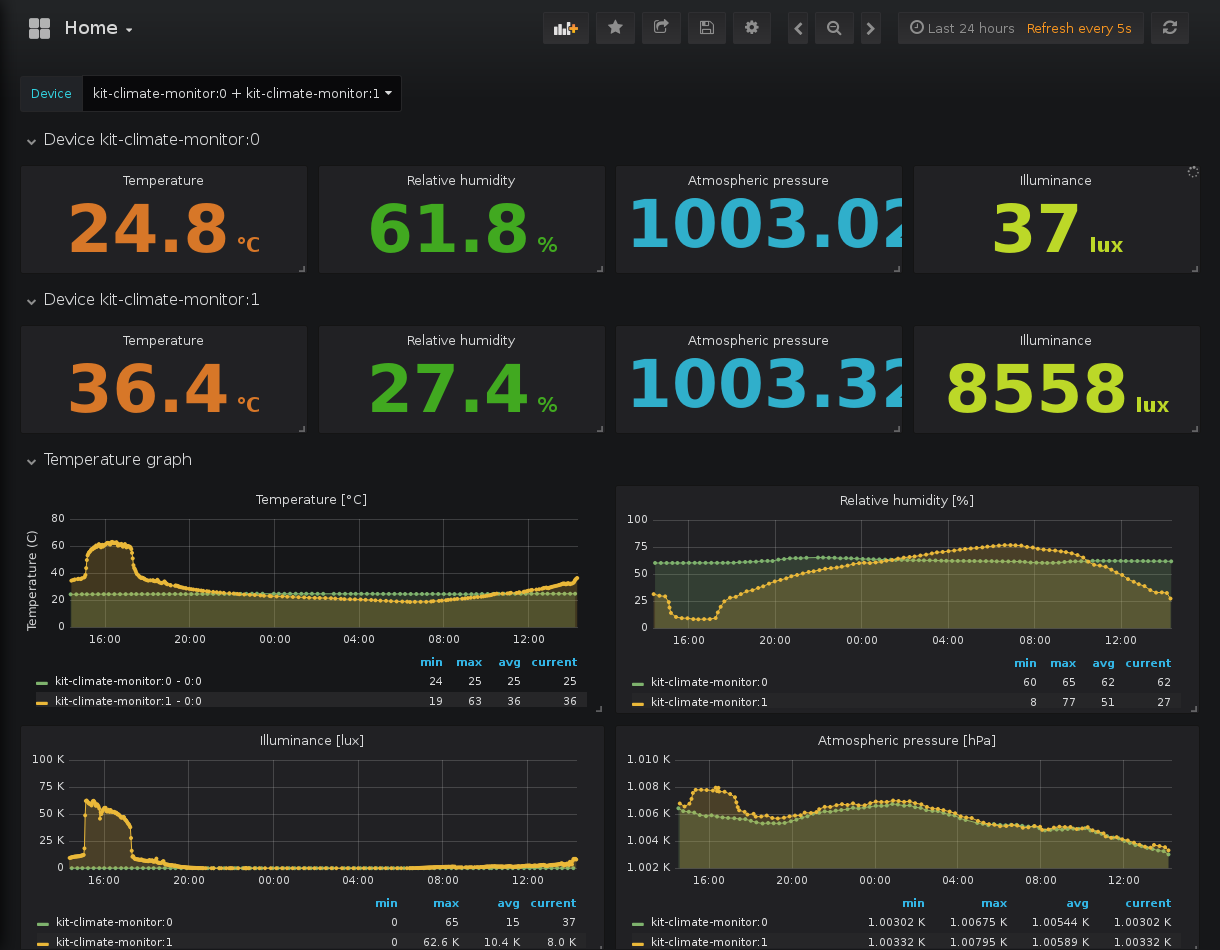 Home
Last 24 hours Refresh every 5s
Device kit-climate-monitor:0 + kit-climate-monitor:1
Device kit-climate-monitor:0
Temperature Relative humidity Atmospheric pressure Illuminance
24.8 °C 61.8 % 1003.02 37 lux
Device kit-climate-monitor:1
Temperature Relative humidity Atmospheric pressure Illuminance
36.4 °C 27.4 % 1003.32 8558 lux
Temperature graph
Temperature [°C]
Temperature (C)
80
60
40
20
0
16:00 20:00 00:00 04:00 08:00 12:00
min max avg current
kit-climate-monitor:0 - 0:0 24 25 25 25
kit-climate-monitor:1 - 0:0 19 63 36 36
Relative humidity [%]
100
75
50
25
0
16:00 20:00 00:00 04:00 08:00 12:00
min max avg current
kit-climate-monitor:0 60 65 62 62
kit-climate-monitor:1 8 77 51 27
Illuminance [lux]
100 K
75 K
50 K
25 K
0
16:00 20:00 00:00 04:00 08:00 12:00
min max avg current
kit-climate-monitor:0 0 65 15 37
kit-climate-monitor:1 0 62.6 K 10.4 K 8.0 K
Atmospheric pressure [hPa]
1.010 K
1.008 K
1.006 K
1.004 K
1.002 K
16:00 20:00 00:00 04:00 08:00 12:00
min max avg current
kit-climate-monitor:0 1.00302 K 1.00675 K 1.00544 K 1.00302 K
kit-climate-monitor:1 1.00332 K 1.00795 K 1.00589 K 1.00332 K